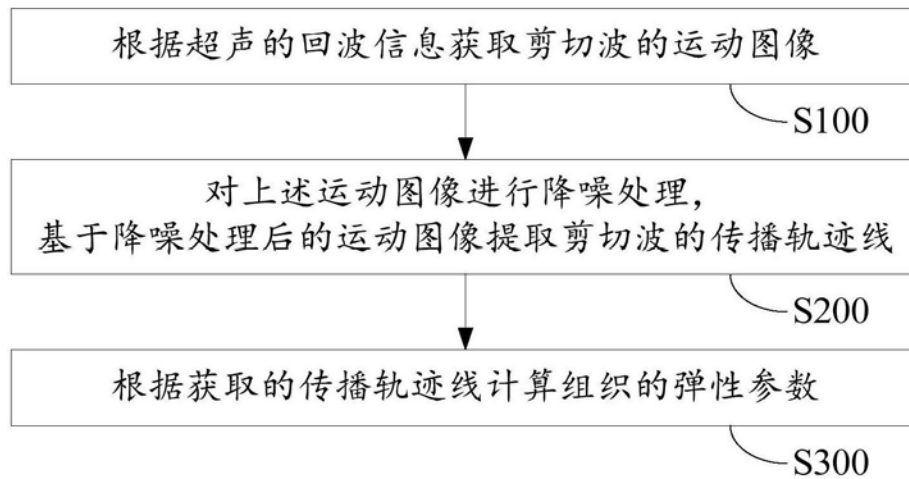 根据超声的回波信息获取剪切波的运动图像
S100
对上述运动图像进行降噪处理，
基于降噪处理后的运动图像提取剪切波的传播轨迹线
S200
根据获取的传播轨迹线计算组织的弹性参数
S300